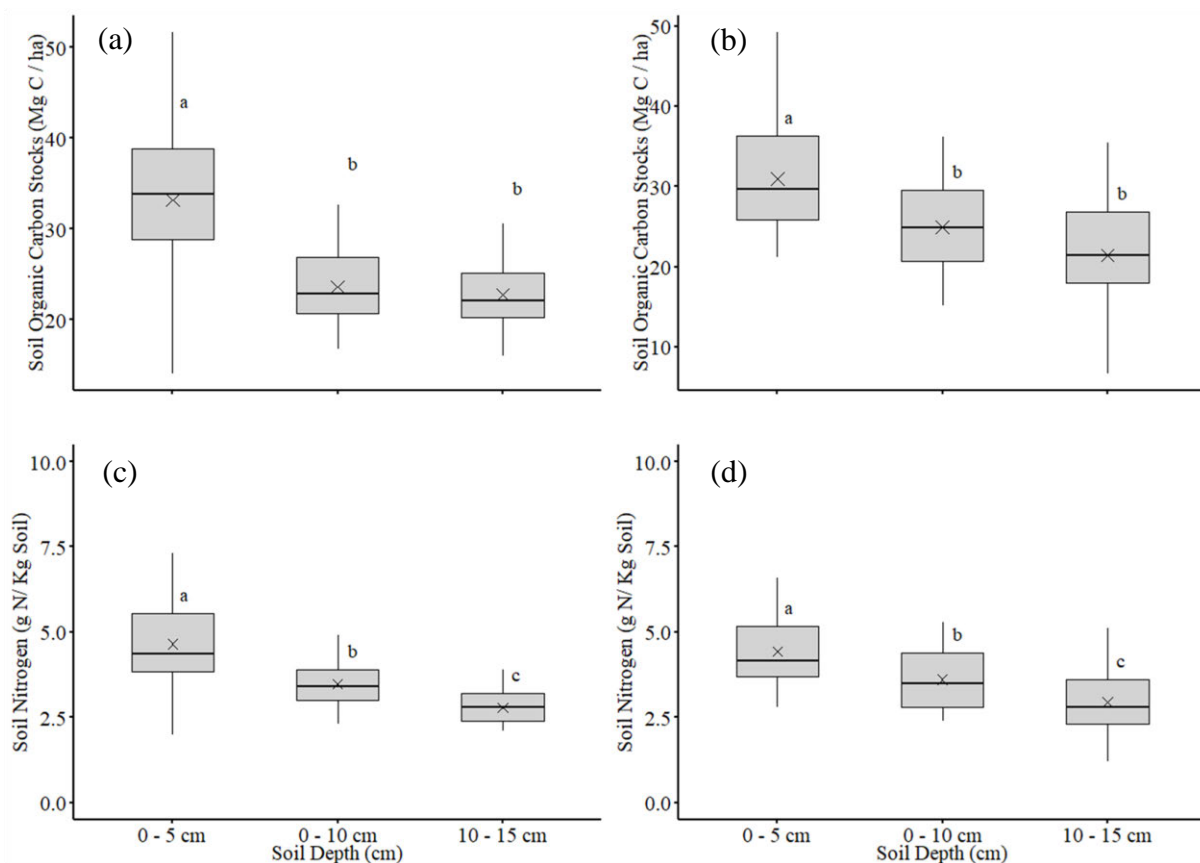 (a)
Soil Organic Carbon Stocks (Mg C / ha)
50
40
30
20
a
b
b
(b)
Soil Organic Carbon Stocks (Mg C / ha)
50
40
30
20
10
a
b
b
(c)
Soil Nitrogen (g N/ Kg Soil)
10.0
7.5
5.0
2.5
0.0
a
b
c
0 - 5 cm
0 - 10 cm
10 - 15 cm
Soil Depth (cm)
(d)
Soil Nitrogen (g N/ Kg Soil)
10.0
7.5
5.0
2.5
0.0
a
b
c
0 - 5 cm
0 - 10 cm
10 - 15 cm
Soil Depth (cm)